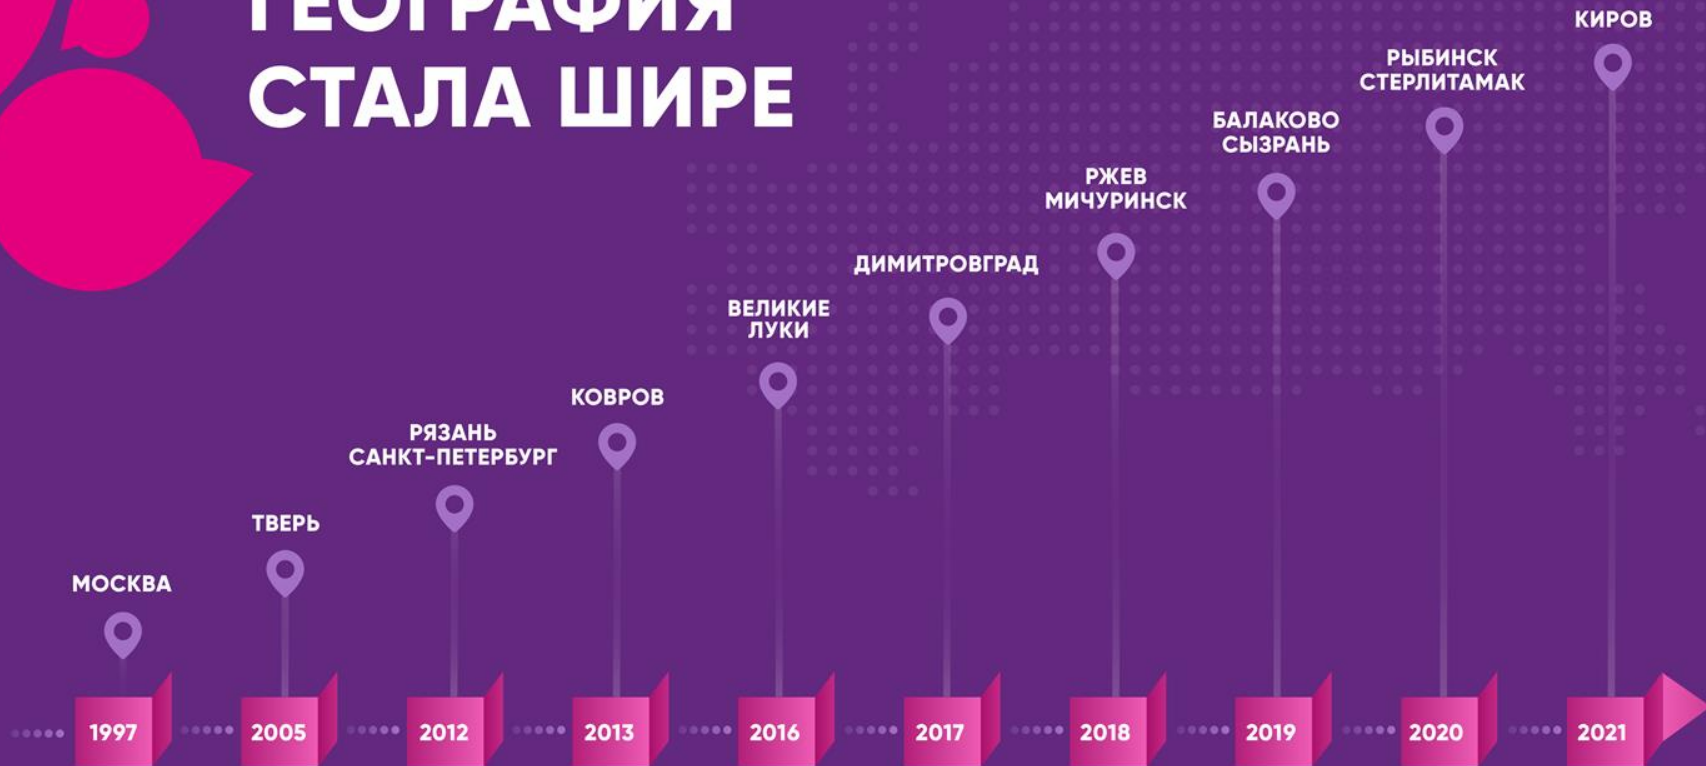 ГЕОГРАФИЯ
СТАЛА ШИРЕ
МОСКВА
ТВЕРЬ
РЯЗАНЬ
САНКТ-ПЕТЕРБУРГ
КОВРОВ
ВЕЛИКИЕ
ЛУКИ
ДИМИТРОВГРАД
РЖЕВ
МИЧУРИНСК
БАЛАКОВО
СЫЗРАНЬ
РЫБИНСК
СТЕРЛИТАМАК
КИРОВ
1997
2005
2012
2013
2016
2017
2018
2019
2020
2021